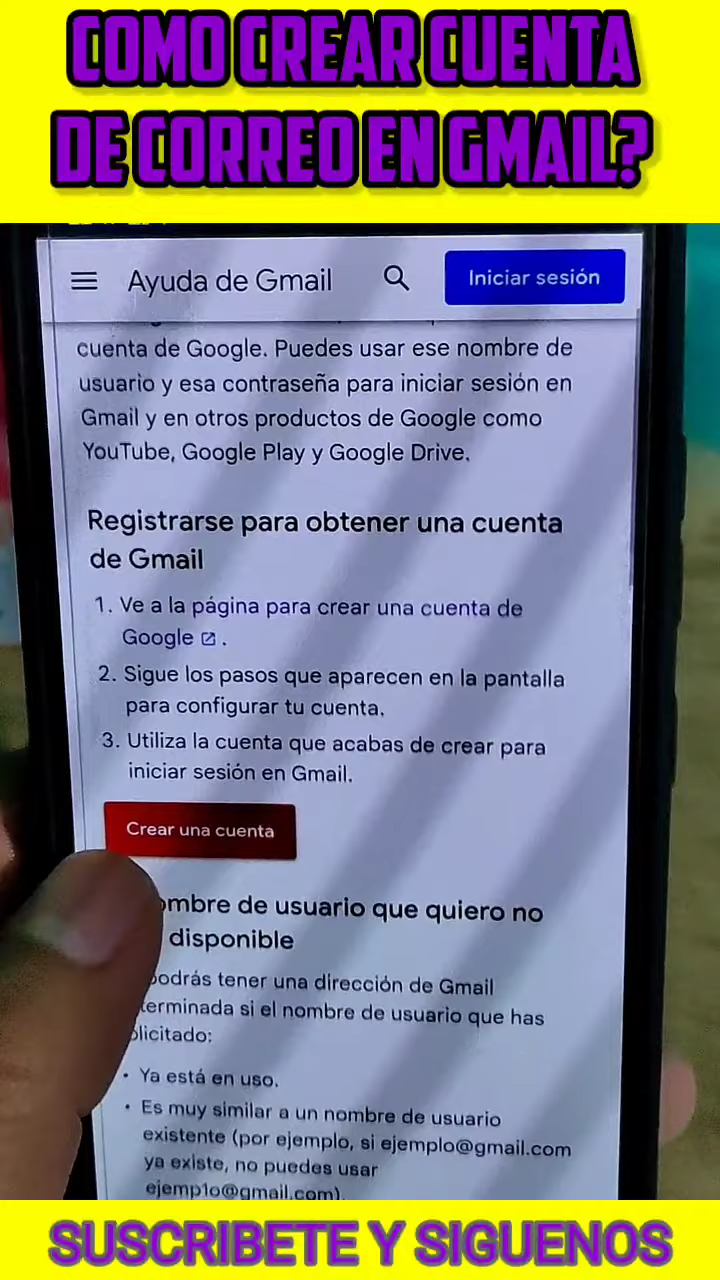 COMO CREAR CUENTA
DE CORREO EN GMAIL?
Ayuda de Gmail
Iniciar sesión
cuenta de Google. Puedes usar ese nombre de
usuario y esa contraseña para iniciar sesión en
Gmail y en otros productos de Google como
YouTube, Google Play y Google Drive.
Registrarse para obtener una cuenta
de Gmail
1. Ve a la página para crear una cuenta de
Google .
2. Sigue los pasos que aparecen en la pantalla
para configurar tu cuenta.
3. Utiliza la cuenta que acabas de crear para
iniciar sesión en Gmail.
Crear una cuenta
ombre de usuario que quiero no
disponible
podrás tener una dirección de Gmail
terminada si el nombre de usuario que has
licitado:
• Ya está en uso.
• Es muy similar a un nombre de usuario
existente (por ejemplo, si ejemplo@gmail.com
ya existe, no puedes usar
ejemp1o@gmail.com).
SUSCRIBETE Y SIGUENOS